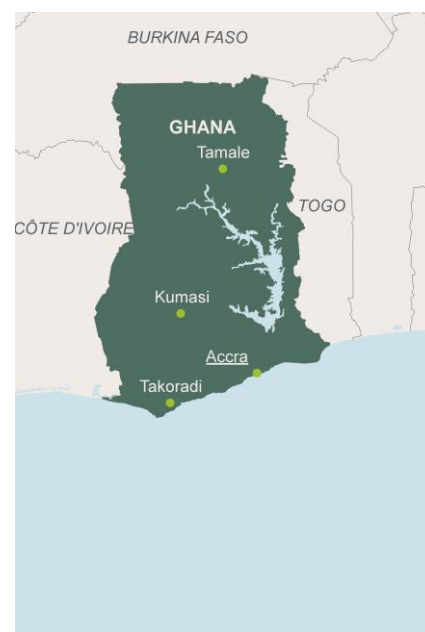 BURKINA FASO
GHANA
Tamale
TOGO
CÔTE D'IVOIRE
Kumasi
Accra
Takoradi